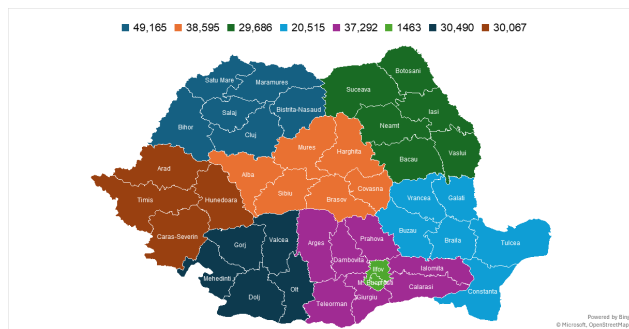 49,165 38,595 29,686 20,515 37,292 1463 30,490 30,067
Botosani
Satu Mare Maramures Suceava
Salaj Bistrita-Nasaud Iasi
Bihor Cluj Neamt
Mures Harghita Bacau Vaslui
Arad Alba
Timis Hunedoara Sibiu Brasov Covasna Vrancea Galati
Caras-Severin Gorj Valcea Arges Prahova Buzau Braila Tulcea
Dambovita Ilfov Ialomita
Mehedinti Olt Calarasi Constanta
Dolj Teleorman Giurgiu
Powered by Bing
© Microsoft, OpenStreetMap